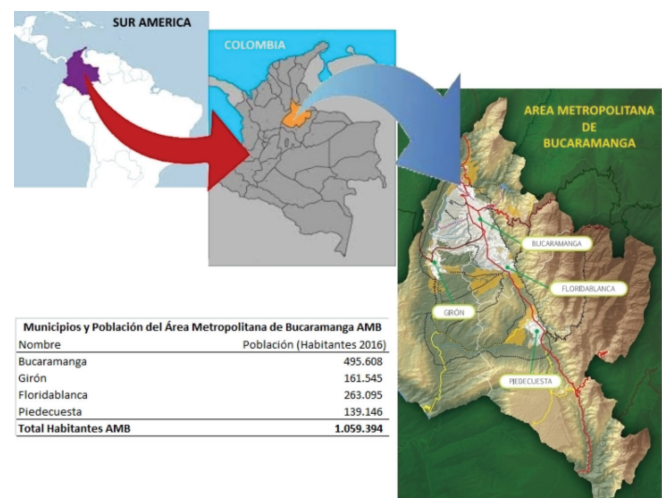 SUR AMERICA
COLOMBIA
AREA METROPOLITANA
DE
BUCARAMANGA
BUCARAMANGA
FLORIDABLANCA
GIRÓN
PIEDECUESTA
Municipios y Población del Área Metropolitana de Bucaramanga AMB
Nombre Población (Habitantes 2016)
Bucaramanga 495.608
Girón 161.545
Floridablanca 263.095
Piedecuesta 139.146
Total Habitantes AMB 1.059.394